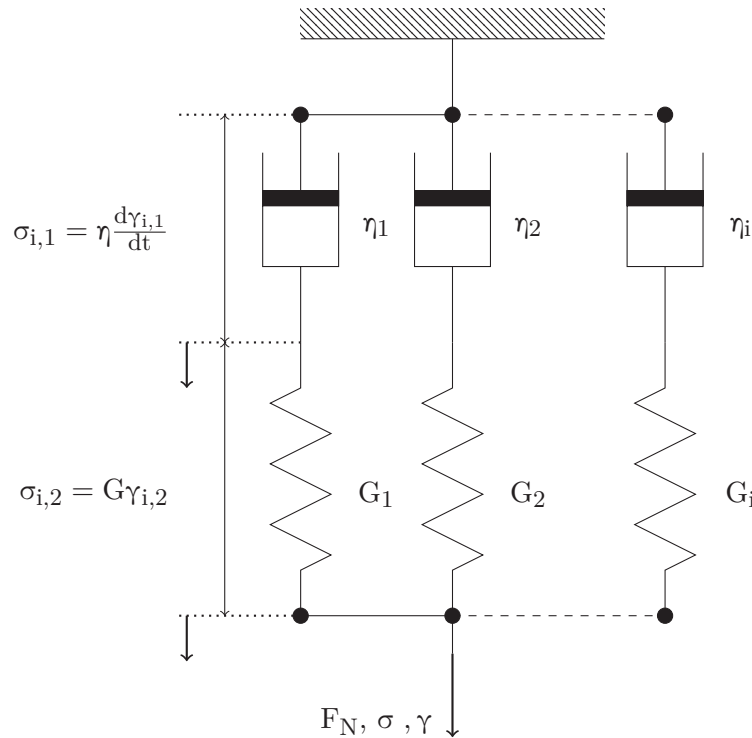 σi,1 = η dγi,1/dt
η1
η2
ηi
σi,2 = Gγi,2
G1
G2
Gi
FN, σ , γ